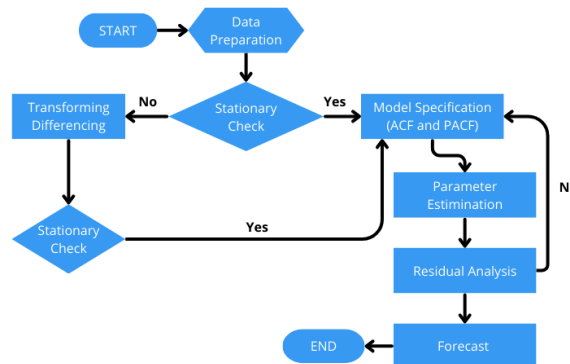 START
Data
Preparation
No
Stationary
Check
Yes
Transforming
Differencing
Model Specification
(ACF and PACF)
Parameter
Estimination
N
Stationary
Check
Yes
Residual Analysis
END
Forecast